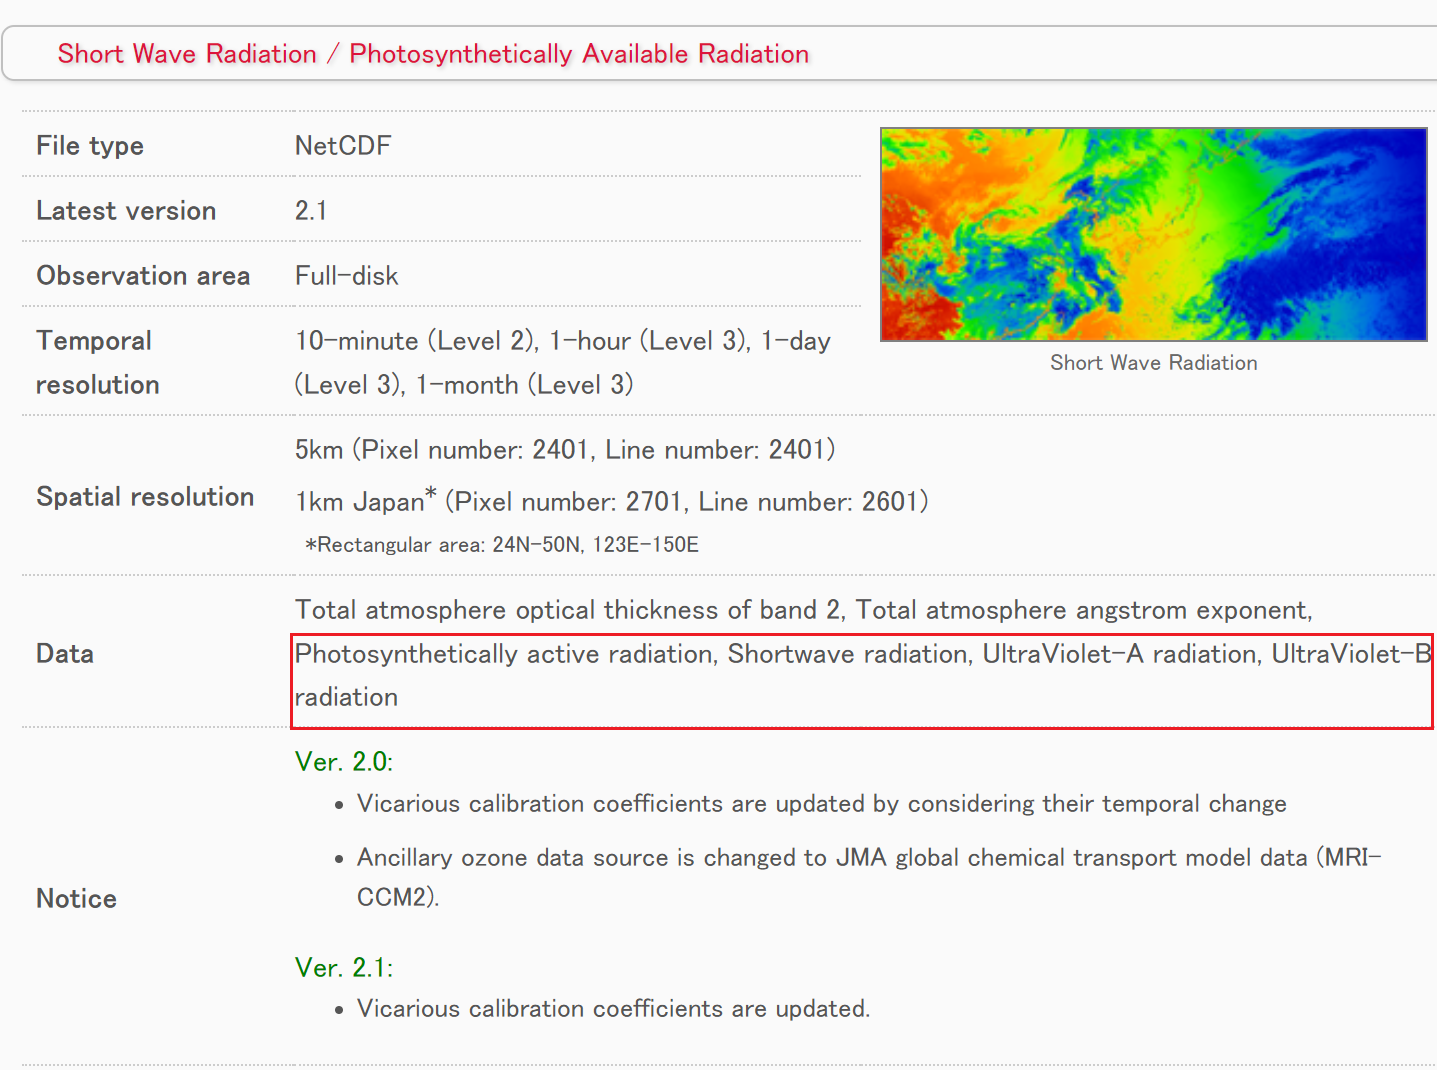 Short Wave Radiation / Photosynthetically Available Radiation
File type
NetCDF
Latest version
2.1
Observation area
Full-disk
Temporal
resolution
10-minute (Level 2), 1-hour (Level 3), 1-day
(Level 3), 1-month (Level 3)
Short Wave Radiation
Spatial resolution
5km (Pixel number: 2401, Line number: 2401)
1km Japan* (Pixel number: 2701, Line number: 2601)
*Rectangular area: 24N-50N, 123E-150E
Data
Total atmosphere optical thickness of band 2, Total atmosphere angstrom exponent,
Photosynthetically active radiation, Shortwave radiation, UltraViolet-A radiation, UltraViolet-B
radiation
Notice
Ver. 2.0:
• Vicarious calibration coefficients are updated by considering their temporal change
• Ancillary ozone data source is changed to JMA global chemical transport model data (MRI-
CCM2).
Ver. 2.1:
• Vicarious calibration coefficients are updated.